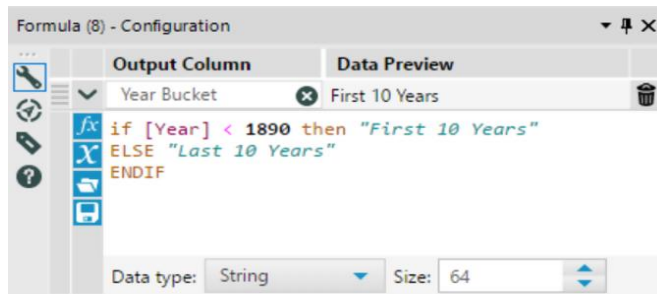 Formula (8) - Configuration
Output Column Data Preview
Year Bucket First 10 Years
fx if [Year] < 1890 then "First 10 Years"
X ELSE "Last 10 Years"
ENDIF
Data type: String Size: 64